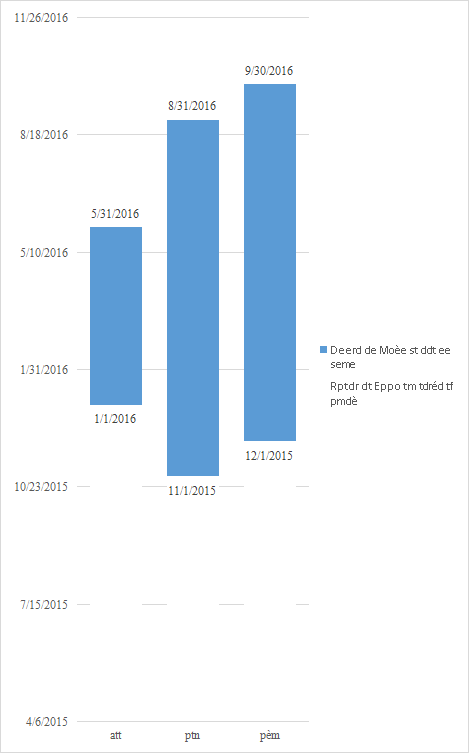 11/26/2016
9/30/2016
8/31/2016
8/18/2016
5/31/2016
5/10/2016
Deerd de Moèe st ddt ee
seme
1/31/2016
Rptdr dt Eppo tm tdréd tf
pmdè
1/1/2016
12/1/2015
10/23/2015
11/1/2015
7/15/2015
4/6/2015
att ptn pèm